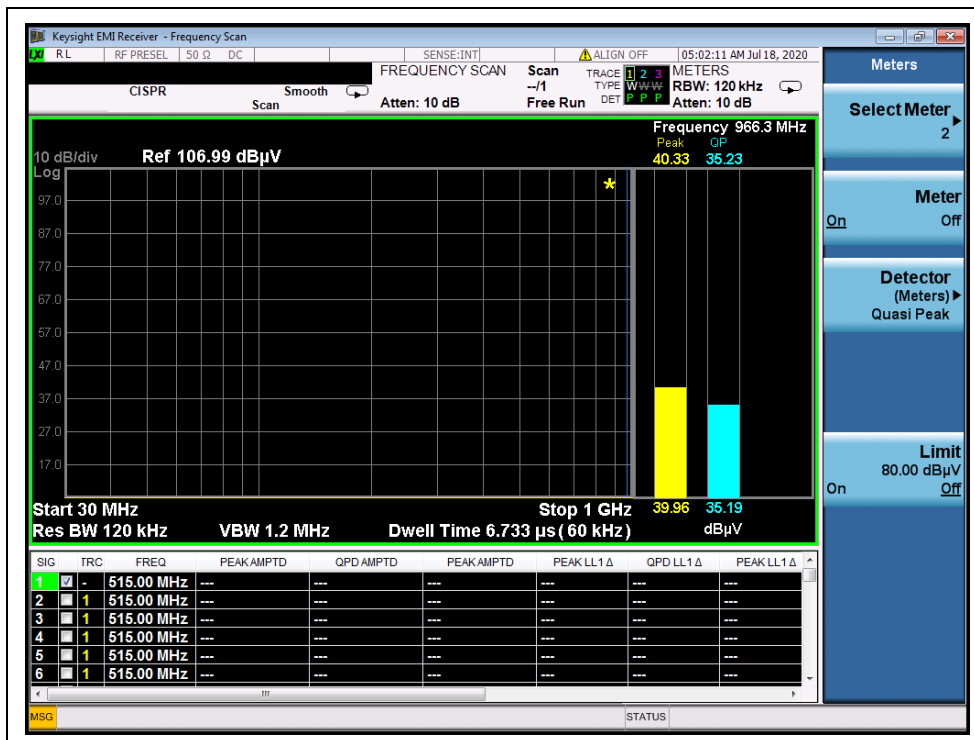 Keysight EMI Receiver - Frequency Scan
LXI RL RF PRESEL 50 Ω DC SENSE:INT ALIGN OFF 05:02:11 AM Jul 18, 2020
FREQUENCY SCAN Scan TRACE 1 2 3 METERS
--/1 TYPE W W W RBW: 120 kHz
CISPR Smooth
Scan Atten: 10 dB Free Run DET P P P Atten: 10 dB
Frequency 966.3 MHz
Peak QP
10 dB/div Ref 106.99 dBµV 40.33 35.23
Log
97.0
87.0
77.0
67.0
57.0
47.0
37.0
27.0
17.0
Start 30 MHz Stop 1 GHz 39.96 35.19
Res BW 120 kHz VBW 1.2 MHz Dwell Time 6.733 µs ( 60 kHz) dBµV
SIG TRC FREQ PEAK AMPTD QPD AMPTD PEAK AMPTD PEAK LL1 Δ QPD LL1 Δ PEAK LL1 Δ
1 - 515.00 MHz --- --- --- --- --- ---
2 1 515.00 MHz --- --- --- --- --- ---
3 1 515.00 MHz --- --- --- --- --- ---
4 1 515.00 MHz --- --- --- --- --- ---
5 1 515.00 MHz --- --- --- --- --- ---
6 1 515.00 MHz --- --- --- --- --- ---
MSG STATUS
Meters
Select Meter
2
Meter
On Off
Detector
(Meters)
Quasi Peak
Limit
80.00 dBµV
On Off